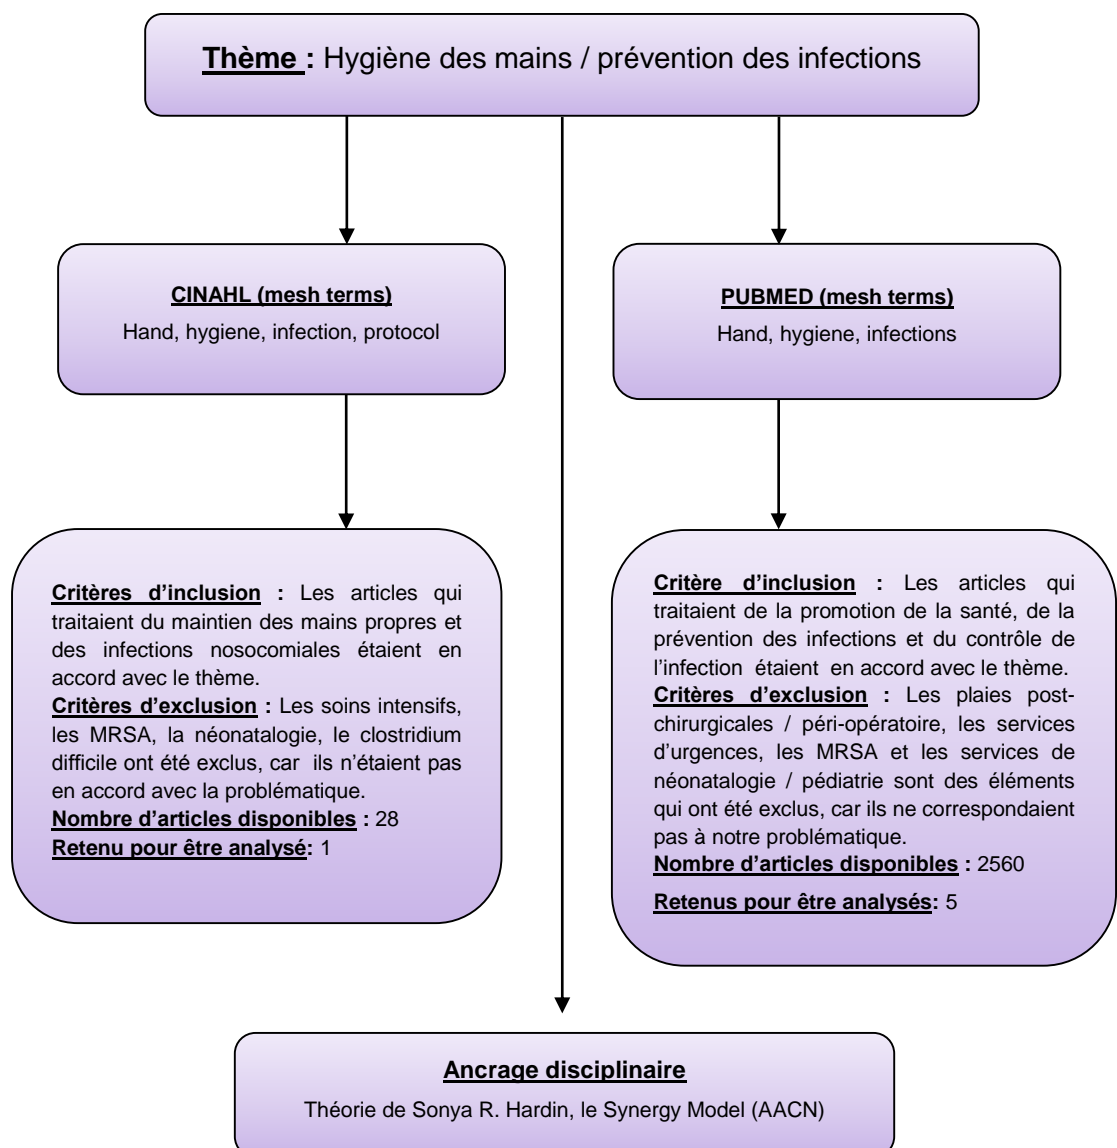 Thème : Hygiène des mains / prévention des infections
CINAHL (mesh terms)
Hand, hygiene, infection, protocol
PUBMED (mesh terms)
Hand, hygiene, infections
Critères d’inclusion : Les articles qui
traitaient du maintien des mains propres et
des infections nosocomiales étaient en
accord avec le thème.
Critères d’exclusion : Les soins intensifs,
les MRSA, la néonatalogie, le clostridium
difficile ont été exclus, car ils n’étaient pas
en accord avec la problématique.
Nombre d’articles disponibles : 28
Retenu pour être analysé: 1
Critère d’inclusion : Les articles qui
traitaient de la promotion de la santé, de la
prévention des infections et du contrôle de
l’infection étaient en accord avec le thème.
Critères d’exclusion : Les plaies post-
chirurgicales / péri-opératoire, les services
d’urgences, les MRSA et les services de
néonatalogie / pédiatrie sont des éléments
qui ont été exclus, car ils ne correspondaient
pas à notre problématique.
Nombre d’articles disponibles : 2560
Retenus pour être analysés: 5
Ancrage disciplinaire
Théorie de Sonya R. Hardin, le Synergy Model (AACN)